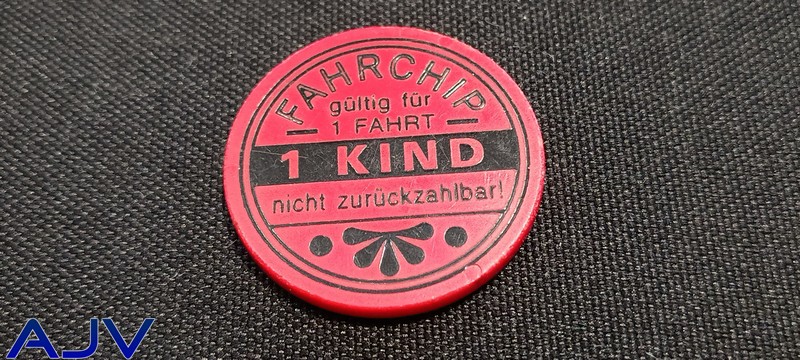 FAHRCHIP
gültig für
1 FAHRT
1 KIND
nicht zurückzahlbar!
AJV